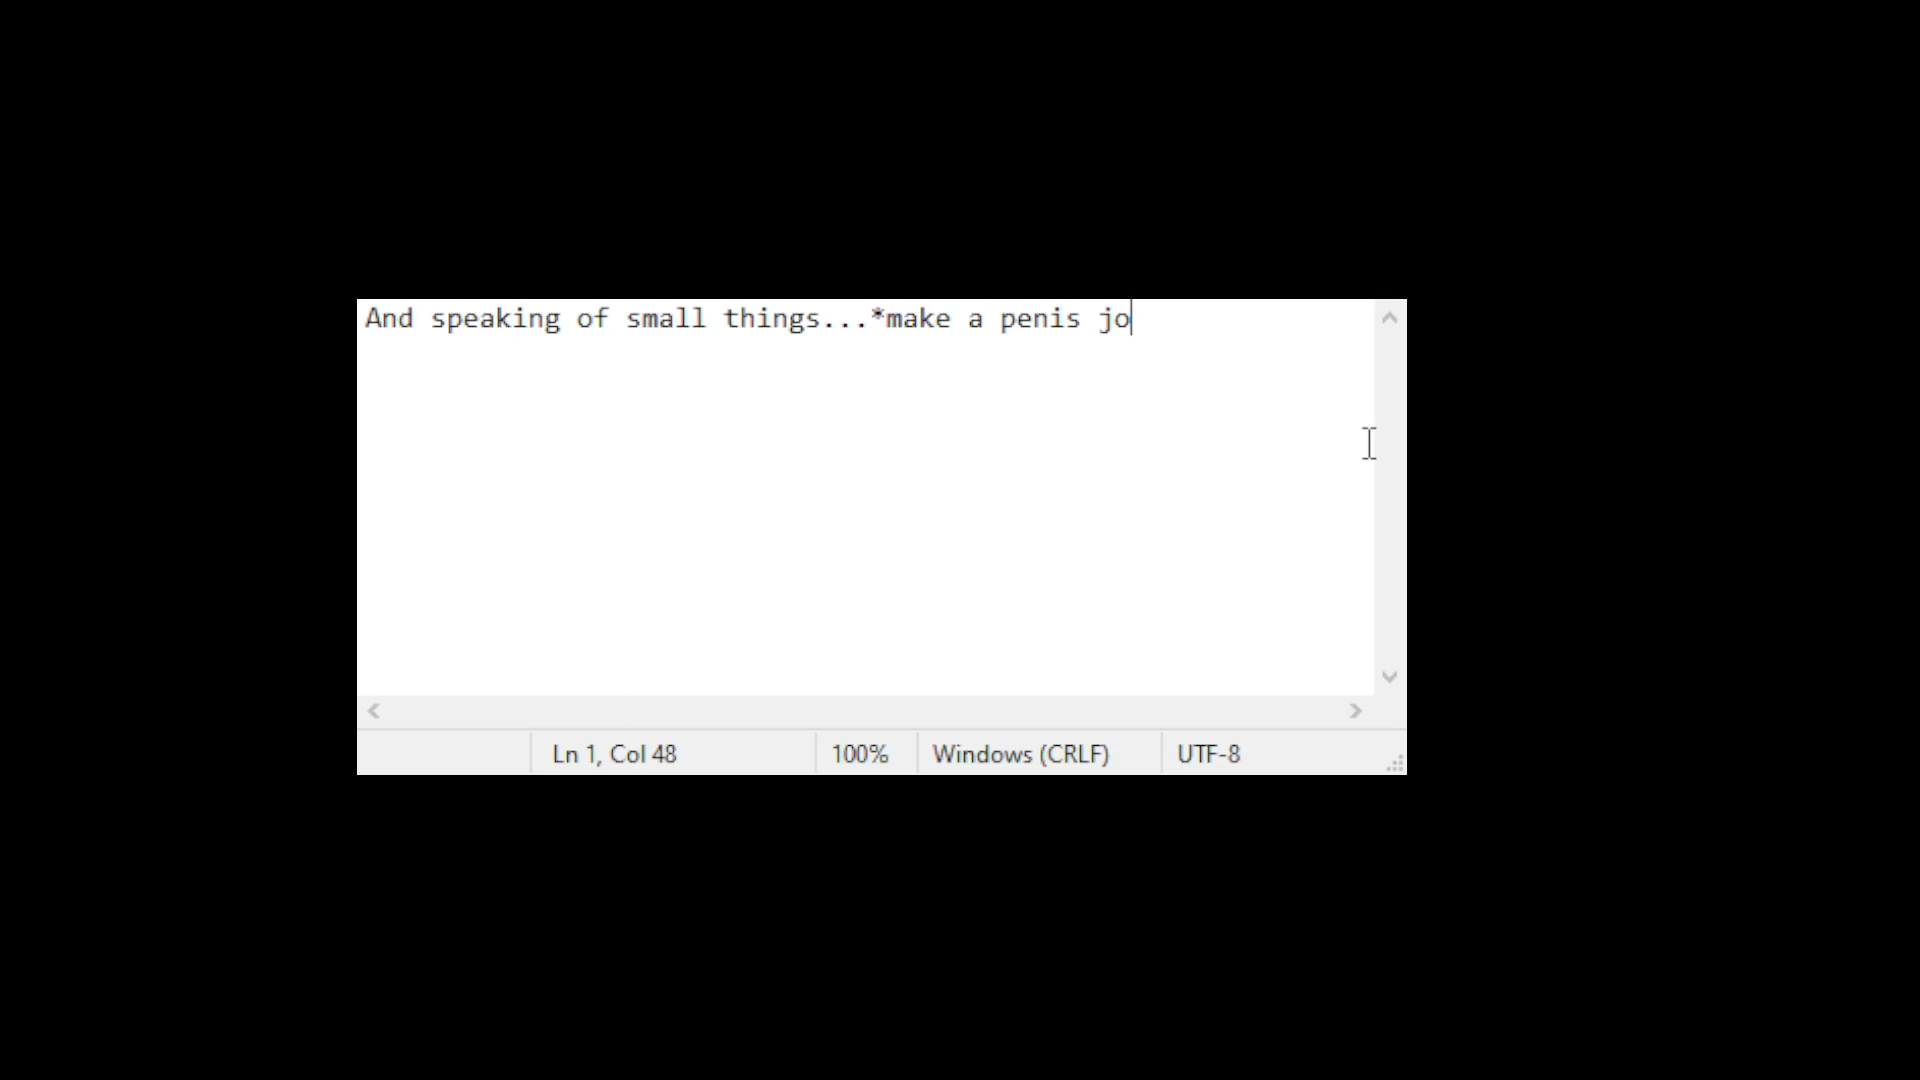 And speaking of small things...*make a penis jo
Ln 1, Col 48
100%
Windows (CRLF)
UTF-8